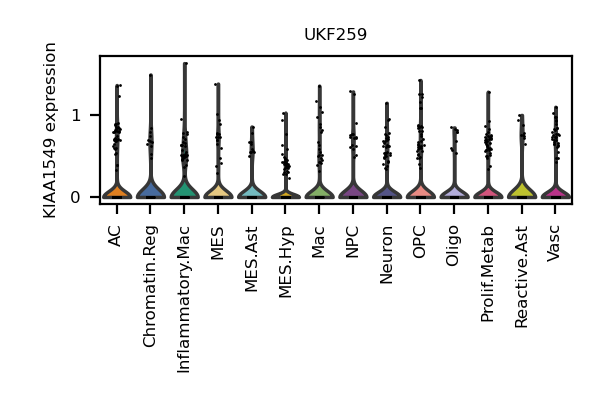 UKF259
KIAA1549 expression
1
0
AC
Chromatin.Reg
Inflammatory.Mac
MES
MES.Ast
MES.Hyp
Mac
NPC
Neuron
OPC
Oligo
Prolif.Metab
Reactive.Ast
Vasc